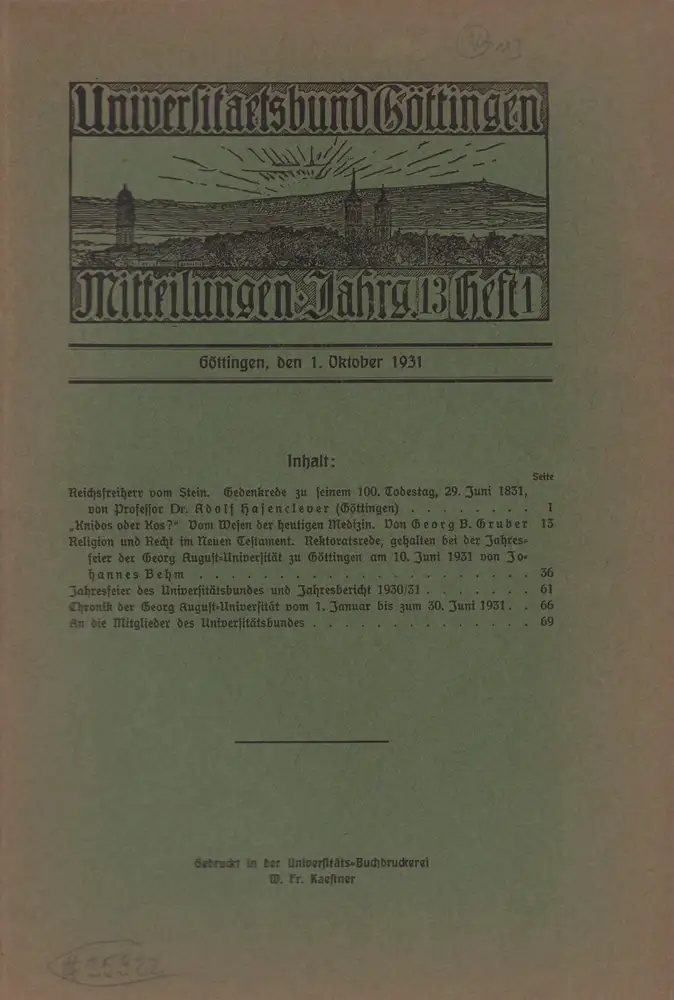 Universitaetsbund Göttingen
Mitteilungen · Jahrg. 13 Heft 1
Göttingen, den 1. Oktober 1931
Inhalt:
Seite
Reichsfreiherr vom Stein. Gedenkrede zu seinem 100. Todestag, 29. Juni 1831,
von Professor Dr. Adolf Hasenclever (Göttingen) . . . . . . . . 1
„Knidos oder Kos?“ Vom Wesen der heutigen Medizin. Von Georg B. Gruber 13
Religion und Recht im Neuen Testament. Rektoratsrede, gehalten bei der Jahres-
feier der Georg August-Universität zu Göttingen am 10. Juni 1931 von Jo-
hannes Behm . . . . . . . . . . . . . . . . . . . . . . 36
Jahresfeier des Universitätsbundes und Jahresbericht 1930/31 . . . . . . . 61
Chronik der Georg August-Universität vom 1. Januar bis zum 30. Juni 1931 . . 66
An die Mitglieder des Universitätsbundes . . . . . . . . . . . . . . 69
Gedruckt in der Universitäts-Buchdruckerei
W. Fr. Kaestner